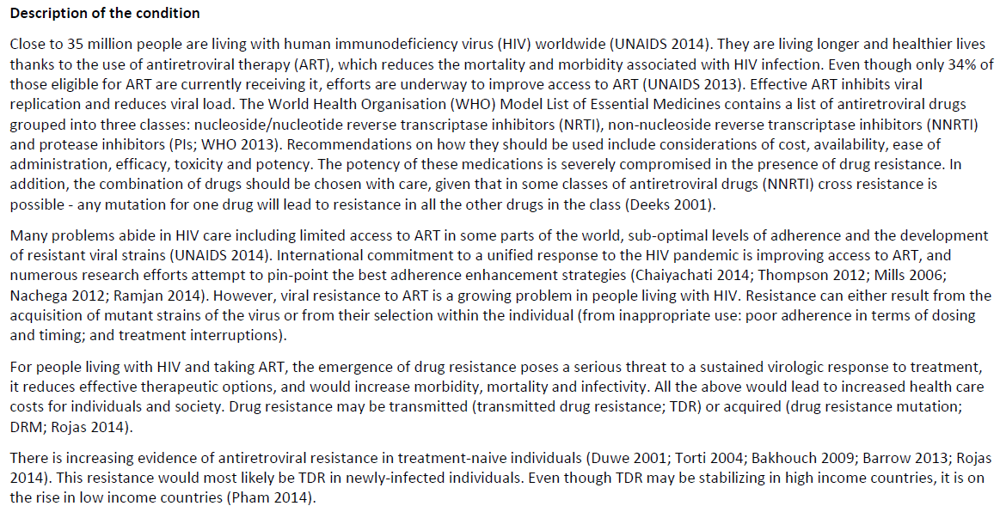 Description of the condition
Close to 35 million people are living with human immunodeficiency virus (HIV) worldwide (UNAIDS 2014). They are living longer and healthier lives
thanks to the use of antiretroviral therapy (ART), which reduces the mortality and morbidity associated with HIV infection. Even though only 34% of
those eligible for ART are currently receiving it, efforts are underway to improve access to ART (UNAIDS 2013). Effective ART inhibits viral
replication and reduces viral load. The World Health Organisation (WHO) Model List of Essential Medicines contains a list of antiretroviral drugs
grouped into three classes: nucleoside/nucleotide reverse transcriptase inhibitors (NRTI), non-nucleoside reverse transcriptase inhibitors (NNRTI)
and protease inhibitors (PIs; WHO 2013). Recommendations on how they should be used include considerations of cost, availability, ease of
administration, efficacy, toxicity and potency. The potency of these medications is severely compromised in the presence of drug resistance. In
addition, the combination of drugs should be chosen with care, given that in some classes of antiretroviral drugs (NNRTI) cross resistance is
possible - any mutation for one drug will lead to resistance in all the other drugs in the class (Deeks 2001).
Many problems abide in HIV care including limited access to ART in some parts of the world, sub-optimal levels of adherence and the development
of resistant viral strains (UNAIDS 2014). International commitment to a unified response to the HIV pandemic is improving access to ART, and
numerous research efforts attempt to pin-point the best adherence enhancement strategies (Chaiyachati 2014; Thompson 2012; Mills 2006;
Nachega 2012; Ramjan 2014). However, viral resistance to ART is a growing problem in people living with HIV. Resistance can either result from the
acquisition of mutant strains of the virus or from their selection within the individual (from inappropriate use: poor adherence in terms of dosing
and timing; and treatment interruptions).
For people living with HIV and taking ART, the emergence of drug resistance poses a serious threat to a sustained virologic response to treatment,
it reduces effective therapeutic options, and would increase morbidity, mortality and infectivity. All the above would lead to increased health care
costs for individuals and society. Drug resistance may be transmitted (transmitted drug resistance; TDR) or acquired (drug resistance mutation;
DRM; Rojas 2014).
There is increasing evidence of antiretroviral resistance in treatment-naive individuals (Duwe 2001; Torti 2004; Bakhouch 2009; Barrow 2013; Rojas
2014). This resistance would most likely be TDR in newly-infected individuals. Even though TDR may be stabilizing in high income countries, it is on
the rise in low income countries (Pham 2014).